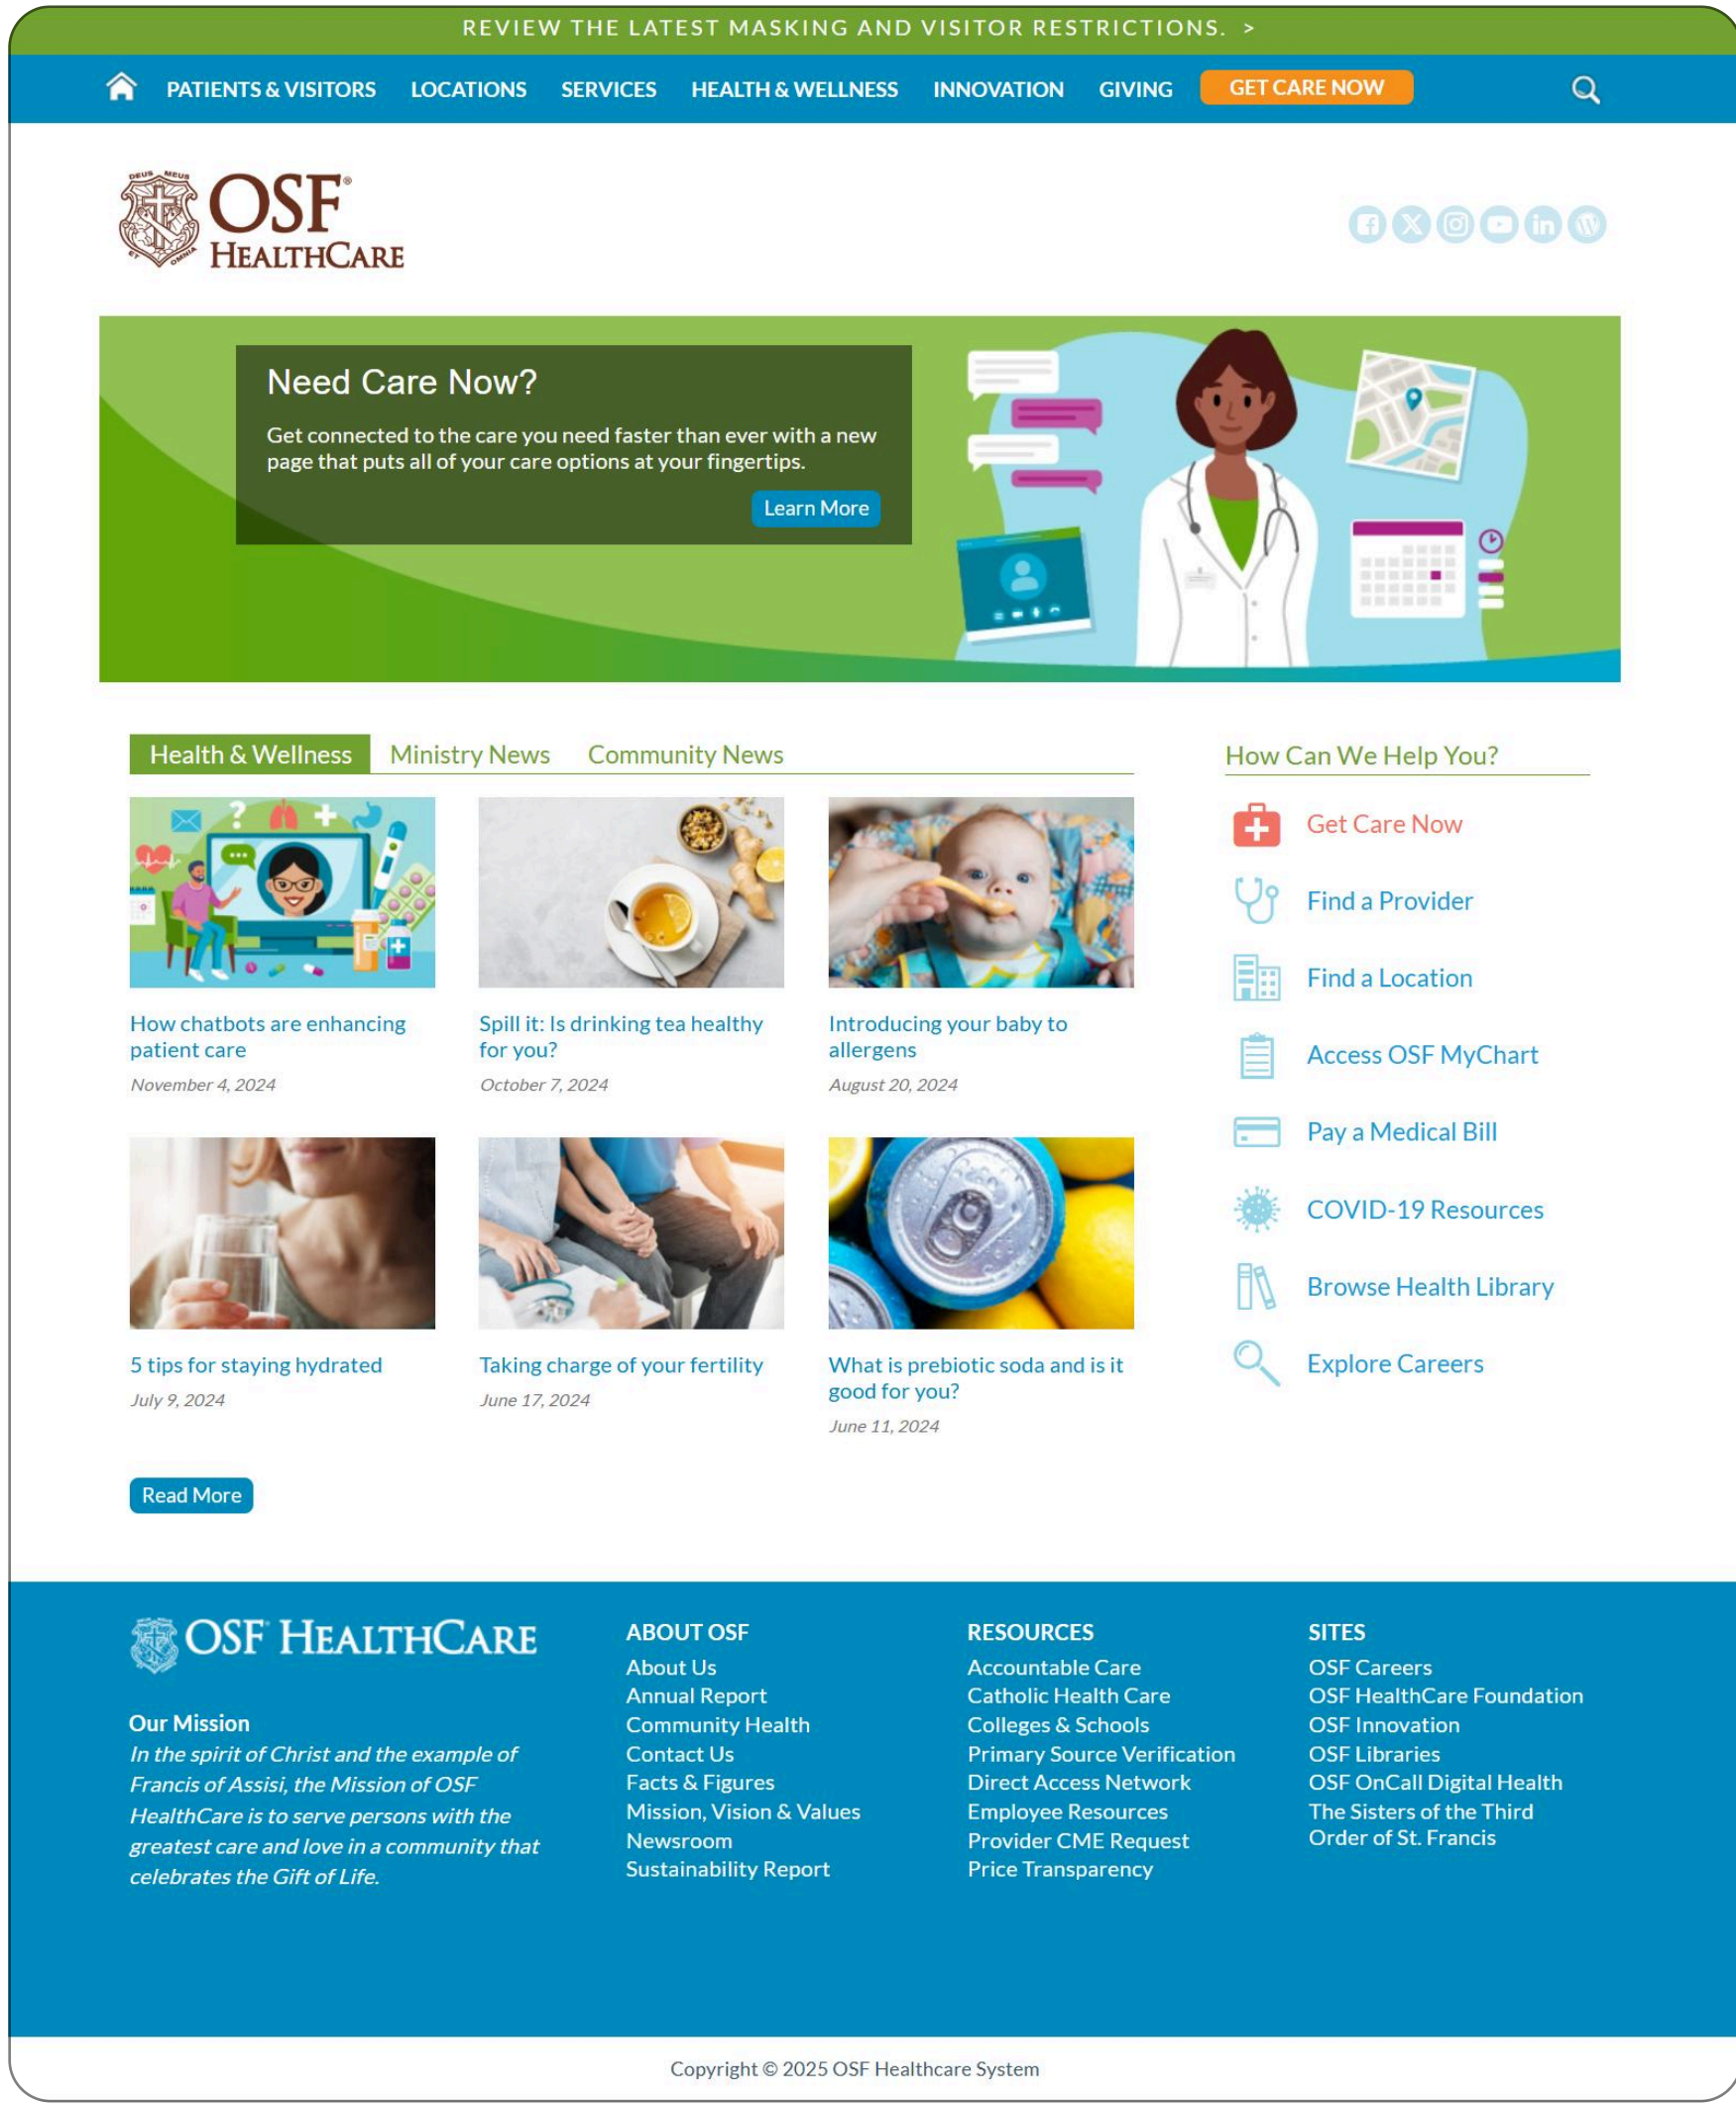 REVIEW THE LATEST MASKING AND VISITOR RESTRICTIONS. >
PATIENTS & VISITORS LOCATIONS SERVICES HEALTH & WELLNESS INNOVATION GIVING GET CARE NOW
DEUS MEUS
ET OMNIA
OSF®
HEALTHCARE
Need Care Now?
Get connected to the care you need faster than ever with a new
page that puts all of your care options at your fingertips.
Learn More
Health & Wellness Ministry News Community News
How chatbots are enhancing
patient care
November 4, 2024
Spill it: Is drinking tea healthy
for you?
October 7, 2024
Introducing your baby to
allergens
August 20, 2024
5 tips for staying hydrated
July 9, 2024
Taking charge of your fertility
June 17, 2024
What is prebiotic soda and is it
good for you?
June 11, 2024
Read More
How Can We Help You?
Get Care Now
Find a Provider
Find a Location
Access OSF MyChart
Pay a Medical Bill
COVID-19 Resources
Browse Health Library
Explore Careers
OSF HEALTHCARE
Our Mission
In the spirit of Christ and the example of
Francis of Assisi, the Mission of OSF
HealthCare is to serve persons with the
greatest care and love in a community that
celebrates the Gift of Life.
ABOUT OSF
About Us
Annual Report
Community Health
Contact Us
Facts & Figures
Mission, Vision & Values
Newsroom
Sustainability Report
RESOURCES
Accountable Care
Catholic Health Care
Colleges & Schools
Primary Source Verification
Direct Access Network
Employee Resources
Provider CME Request
Price Transparency
SITES
OSF Careers
OSF HealthCare Foundation
OSF Innovation
OSF Libraries
OSF OnCall Digital Health
The Sisters of the Third
Order of St. Francis
Copyright © 2025 OSF Healthcare System